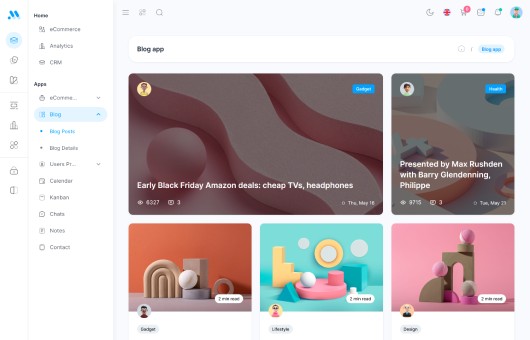 Home
eCommerce
Analytics
CRM
Apps
eComme...
Blog
Blog Posts
Blog Details
Users Pr...
Calendar
Kanban
Chats
Notes
Contact
Blog app
/
Blog app
Gadget
Early Black Friday Amazon deals: cheap TVs, headphones
6327
3
Thu, May 16
Health
Presented by Max Rushden
with Barry Glendenning,
Philippe
9715
3
Tue, May 21
2 min read
Gadget
2 min read
Lifestyle
2 min read
Design